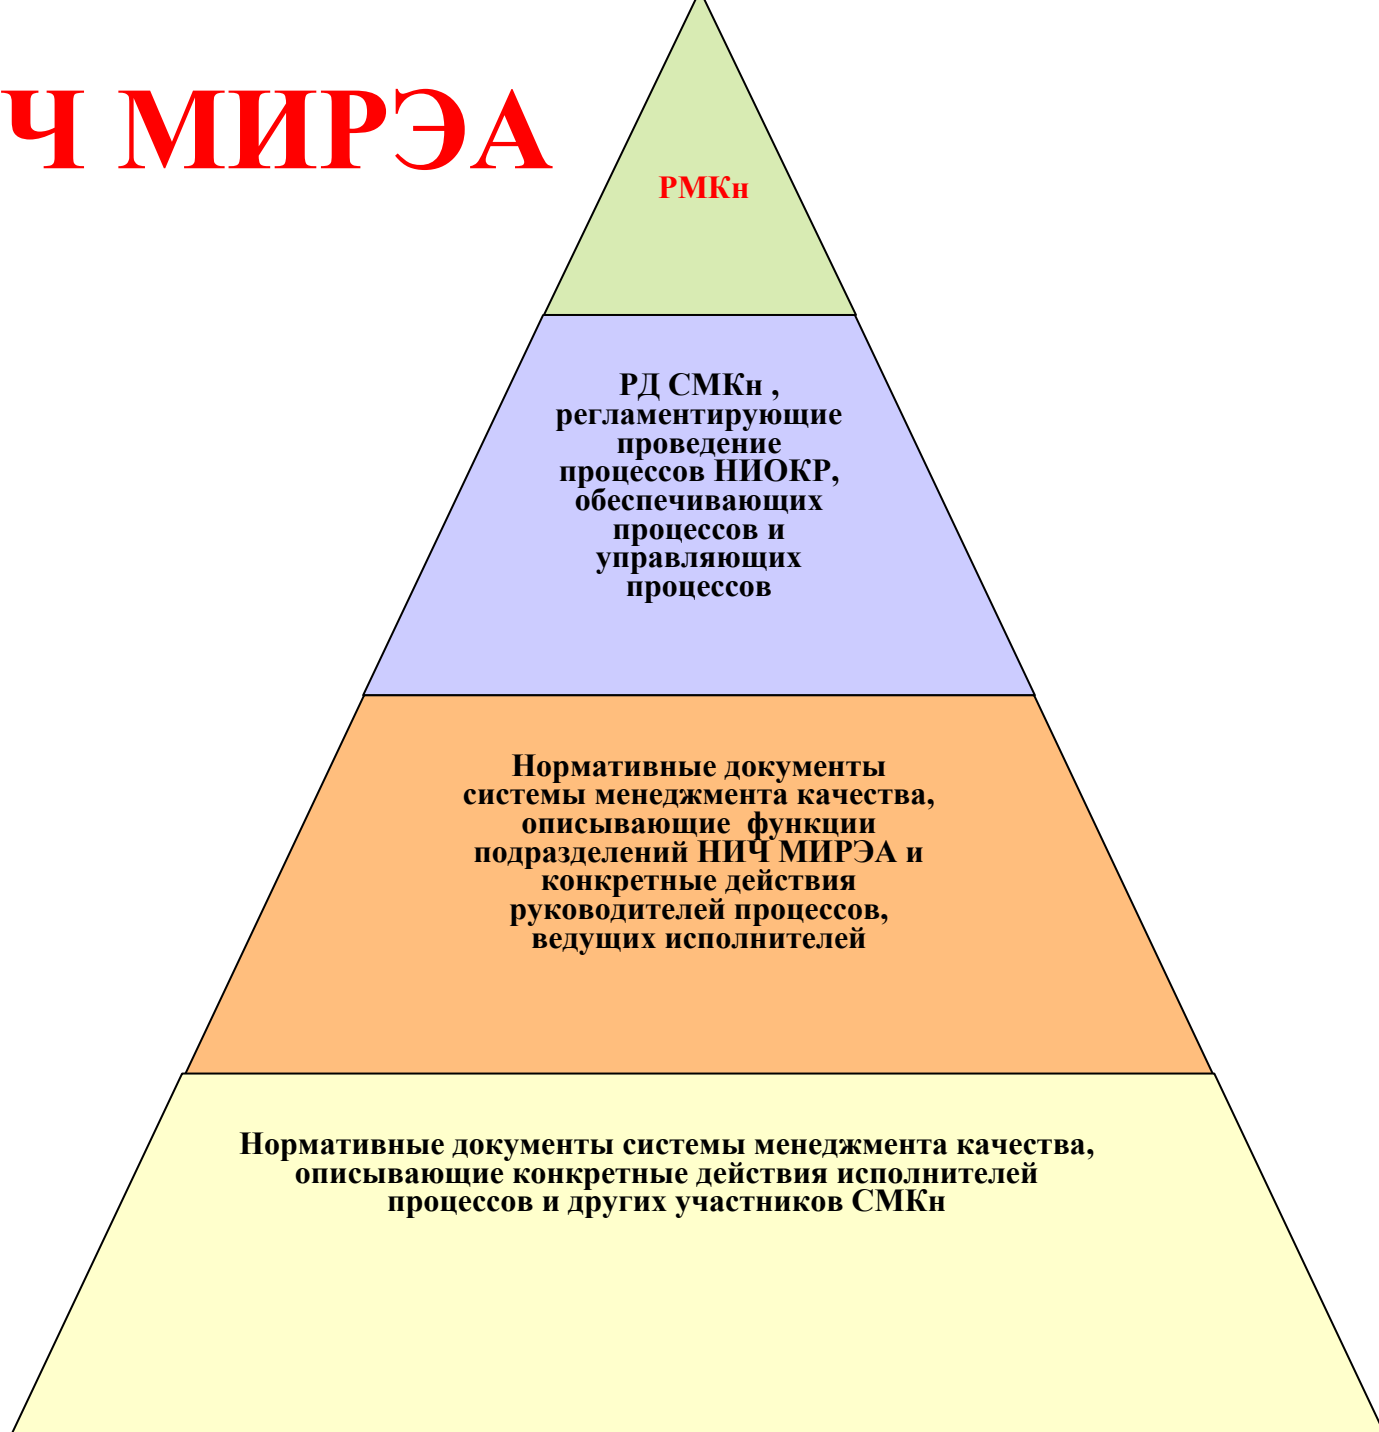 Ч МИРЭА
РМКн
РД СМКн ,
регламентирующие
проведение
процессов НИОКР,
обеспечивающих
процессов и
управляющих
процессов
Нормативные документы
системы менеджмента качества,
описывающие  функции
подразделений НИЧ МИРЭА и
конкретные действия
руководителей процессов,
ведущих исполнителей
Нормативные документы системы менеджмента качества,
описывающие конкретные действия исполнителей
процессов и других участников СМКн